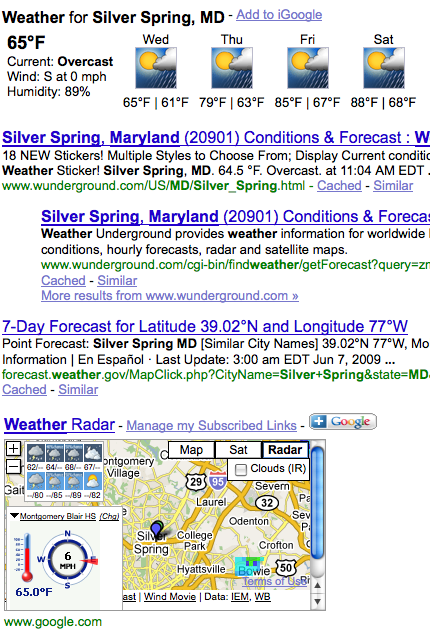 Weather for Silver Spring, MD - Add to iGoogle
65°F
Current: Overcast
Wind: S at 0 mph
Humidity: 89%
Wed Thu Fri Sat
65°F | 61°F 79°F | 63°F 85°F | 67°F 88°F | 68°F
Silver Spring, Maryland (20901) Conditions & Forecast : W
18 NEW Stickers! Multiple Styles to Choose From; Display Current conditio
Weather Sticker! Silver Spring, MD. 64.5 °F. Overcast. at 11:04 AM EDT .
www.wunderground.com/US/MD/Silver_Spring.html - Cached - Similar
Silver Spring, Maryland (20901) Conditions & Forecas
Weather Underground provides weather information for worldwide
conditions, hourly forecasts, radar and satellite maps.
www.wunderground.com/cgi-bin/findweather/getForecast?query=zm
Cached - Similar
More results from www.wunderground.com »
7-Day Forecast for Latitude 39.02°N and Longitude 77°W
Point Forecast: Silver Spring MD [Similar City Names] 39.02°N 77°W, Mo
Information | En Español · Last Update: 3:00 am EDT Jun 7, 2009 ...
forecast.weather.gov/MapClick.php?CityName=Silver+Spring&state=MD&
Cached - Similar
Weather Radar - Manage my Subscribed Links - + Google
Map Sat Radar
Clouds (IR)
62/-- 64/-- 68/-- 67/--
--/80 --/85 --/89 --/82
ontgomery
Village
Gait
29
95
Laurel
Severn
32
Odenton
Montgomery Blair HS (Chg)
N
W
E
S
6
MPH
65.0°F
Silver
Spring
College
Park
Crofton
Hyattsville
Bowie
50
Terms of Use
ast | Wind Movie | Data: IEM, WB
www.google.com